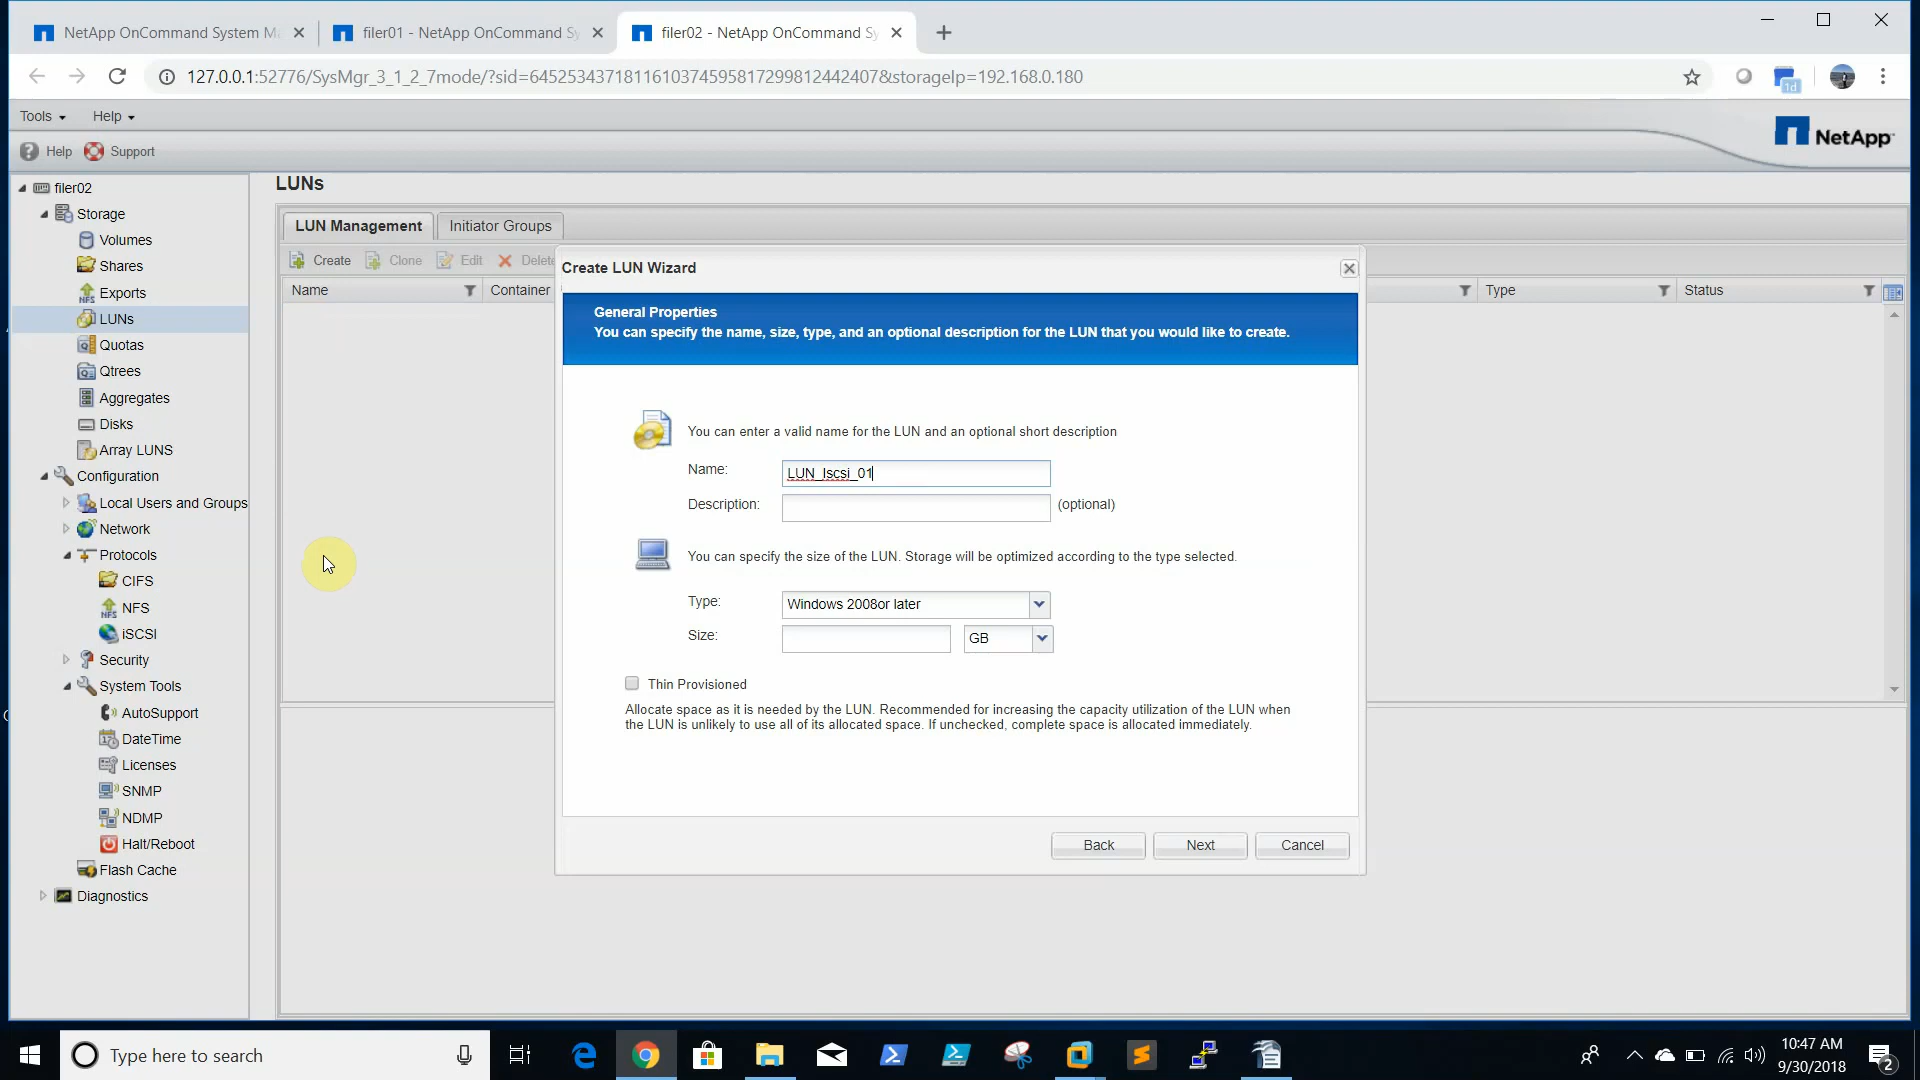 NetApp OnCommand System Ma
filer01 - NetApp OnCommand Sy
filer02 - NetApp OnCommand Sy
127.0.0.1:52776/SysMgr_3_1_2_7mode/?sid=6452534371811610374595817299812442407&storageIp=192.168.0.180
1d
Tools
Help
NetApp
Help
Support
filer02
Storage
Volumes
Shares
Exports
LUNs
Quotas
Qtrees
Aggregates
Disks
Array LUNS
Configuration
Local Users and Groups
Network
Protocols
CIFS
NFS
iSCSI
Security
System Tools
AutoSupport
DateTime
Licenses
SNMP
NDMP
Halt/Reboot
Flash Cache
Diagnostics
LUNs
LUN Management
Initiator Groups
Create
Clone
Edit
Delete
Name
Container
Type
Status
Create LUN Wizard
General Properties
You can specify the name, size, type, and an optional description for the LUN that you would like to create.
You can enter a valid name for the LUN and an optional short description
Name:
LUN_Iscsi_01
Description:
(optional)
You can specify the size of the LUN. Storage will be optimized according to the type selected.
Type:
Windows 2008or later
Size:
GB
Thin Provisioned
Allocate space as it is needed by the LUN. Recommended for increasing the capacity utilization of the LUN when
the LUN is unlikely to use all of its allocated space. If unchecked, complete space is allocated immediately.
Back
Next
Cancel
Type here to search
10:47 AM
9/30/2018
2